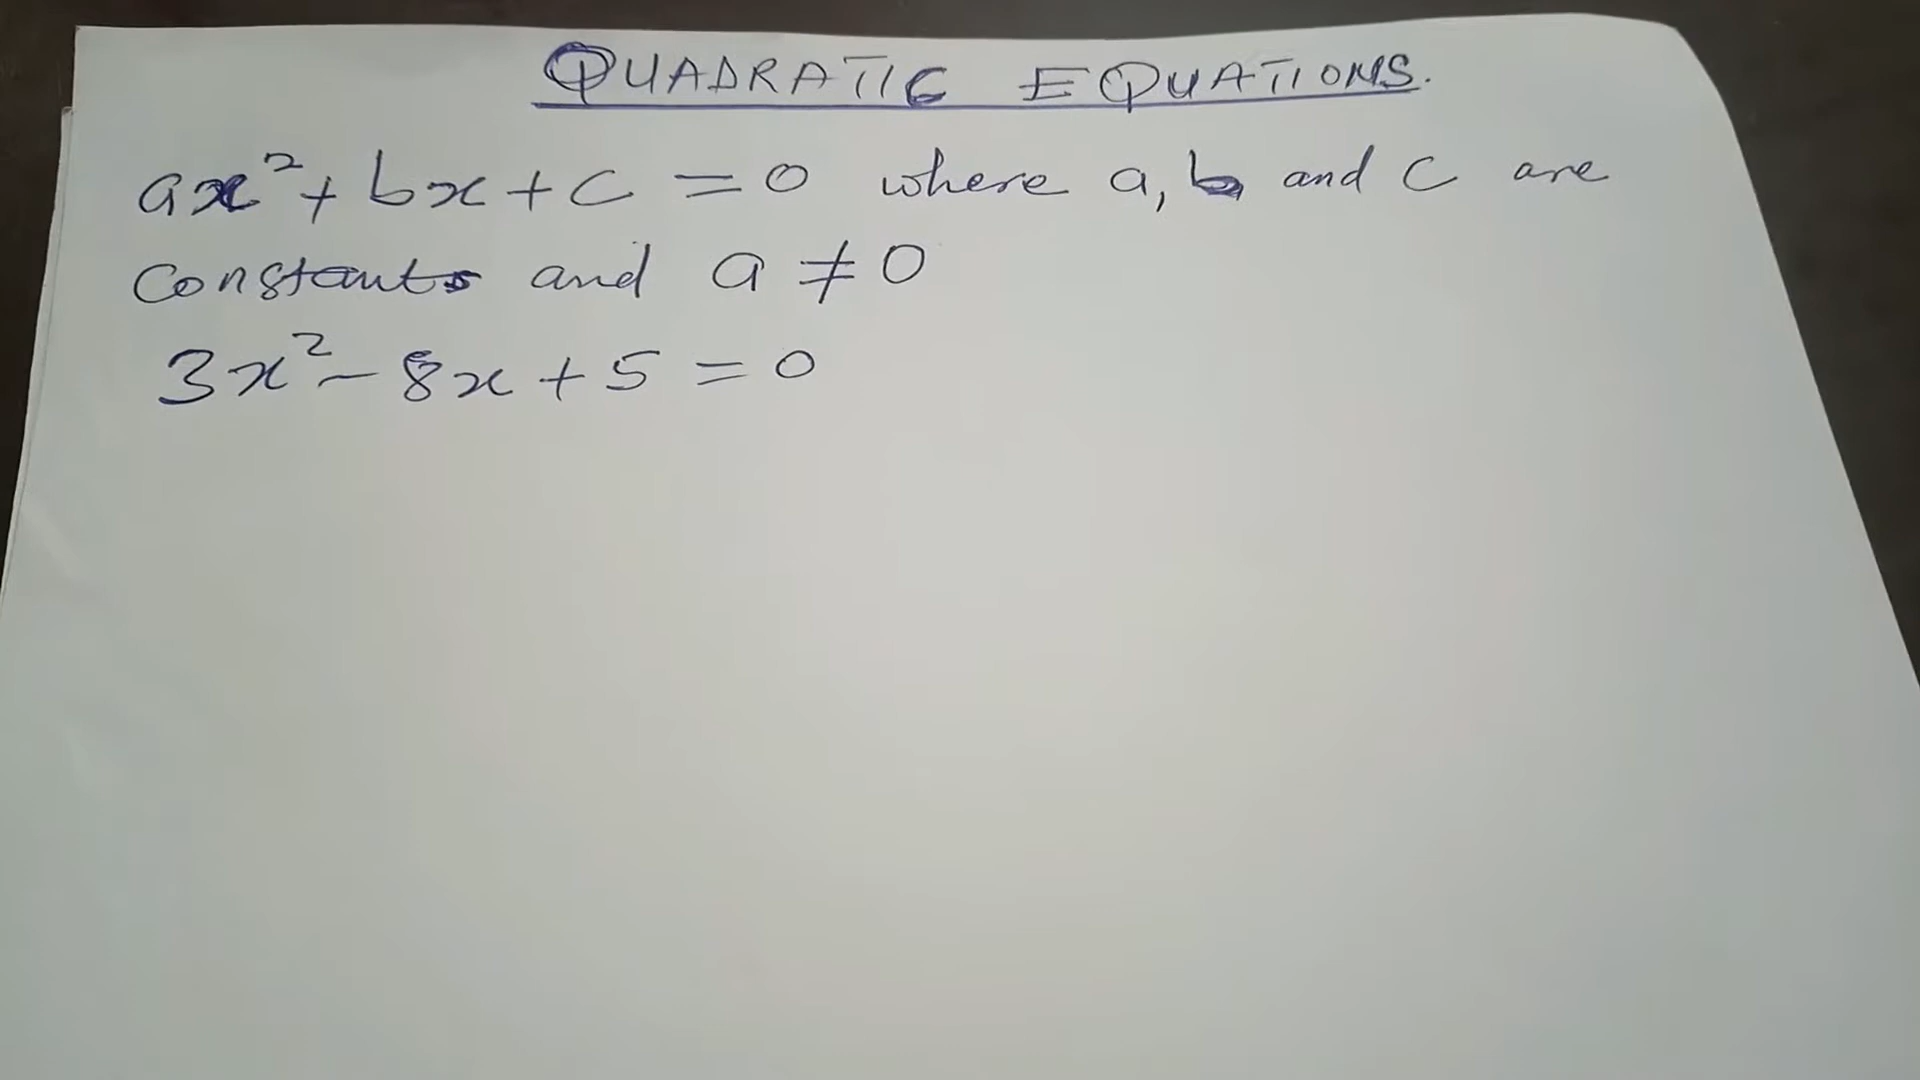 QUADRATIC EQUATIONS.
ax² + bx + c = 0 where a, b and c are
constants and a ≠ 0
3x² - 8x + 5 = 0